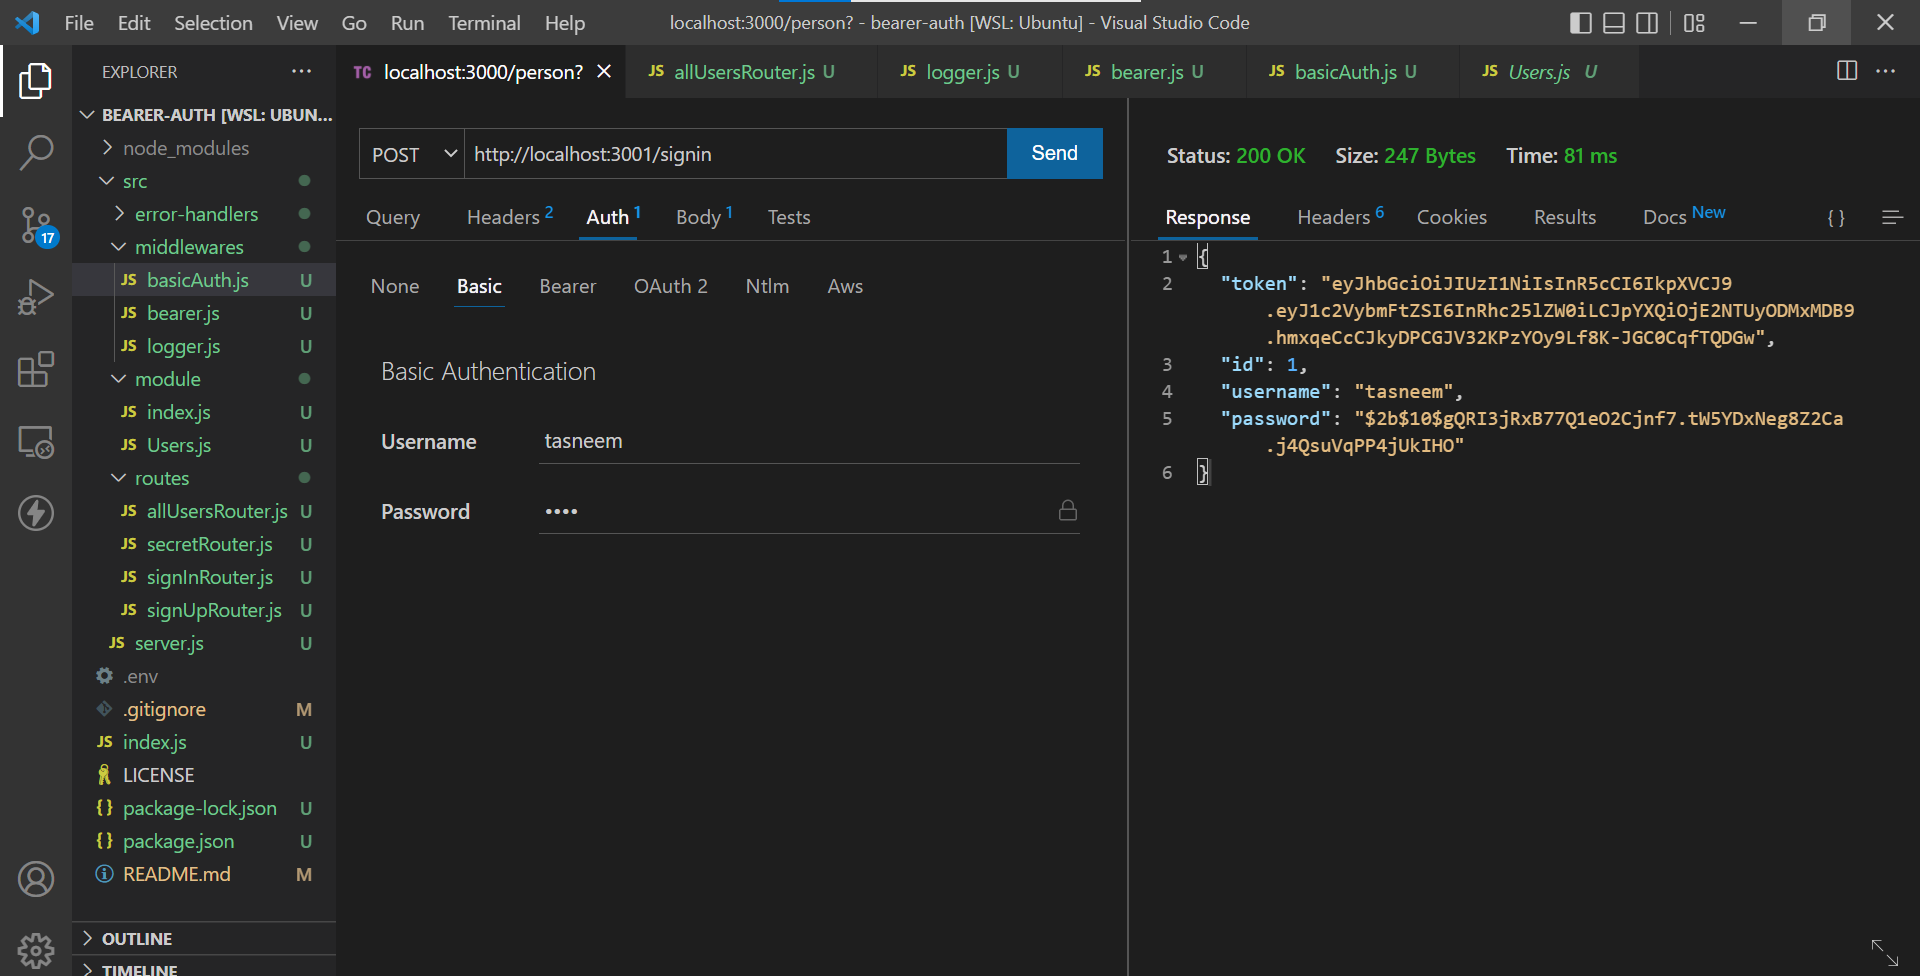 File Edit Selection View Go Run Terminal Help
localhost:3000/person? - bearer-auth [WSL: Ubuntu] - Visual Studio Code
EXPLORER
BEARER-AUTH [WSL: UBUN...
node_modules
src
error-handlers
middlewares
JS basicAuth.js U
JS bearer.js U
JS logger.js U
module
JS index.js U
JS Users.js U
routes
JS allUsersRouter.js U
JS secretRouter.js U
JS signInRouter.js U
JS signUpRouter.js U
JS server.js U
.env
.gitignore M
JS index.js U
LICENSE
{} package-lock.json U
{} package.json U
README.md M
OUTLINE
TIMELINE
17
TC localhost:3000/person?
JS allUsersRouter.js U
JS logger.js U
JS bearer.js U
JS basicAuth.js U
JS Users.js U
POST http://localhost:3001/signin Send
Query Headers 2 Auth 1 Body 1 Tests
None Basic Bearer OAuth 2 Ntlm Aws
Basic Authentication
Username tasneem
Password ••••
Status: 200 OK Size: 247 Bytes Time: 81 ms
Response Headers 6 Cookies Results Docs New {}
1 {
2 "token": "eyJhbGciOiJIUzI1NiIsInR5cCI6IkpXVCJ9
.eyJ1c2VybmFtZSI6InRhc25lZW0iLCJpYXQiOjE2NTUyODMxMDB9
.hmxqeCcCJkyDPCGJV32KPzYOy9Lf8K-JGC0CqfTQDGw",
3 "id": 1,
4 "username": "tasneem",
5 "password": "$2b$10$gQRI3jRxB77Q1eO2Cjnf7.tW5YDxNeg8Z2Ca
.j4QsuVqPP4jUkIHO"
6 }